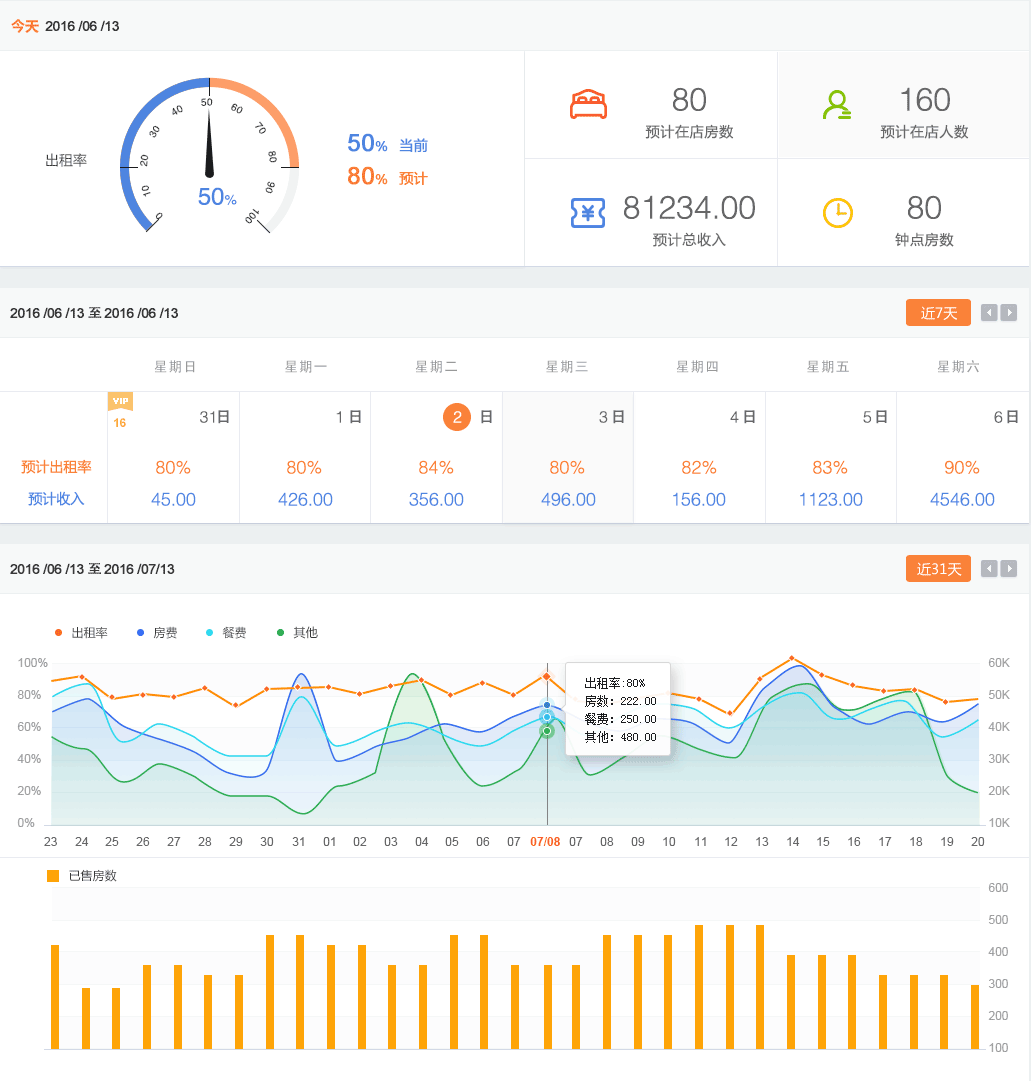 今天 2016 /06 /13
出租率
0 10 20 30 40 50 60 70 80 90 100
50%
50% 当前
80% 预计
80
预计在店房数
160
预计在店人数
81234.00
预计总收入
80
钟点房数
2016 /06 /13 至 2016 /06 /13
近7天
星期日 星期一 星期二 星期三 星期四 星期五 星期六
VIP
16
31日 1日 2日 3日 4日 5日 6日
预计出租率 80% 80% 84% 80% 82% 83% 90%
预计收入 45.00 426.00 356.00 496.00 156.00 1123.00 4546.00
2016 /06 /13 至 2016 /07/13
近31天
出租率 房费 餐费 其他
100% 60K
80% 50K
60% 40K
40% 30K
20% 20K
0% 10K
出租率:80%
房数: 222.00
餐费: 250.00
其他: 480.00
23 24 25 26 27 28 29 30 31 01 02 03 04 05 06 07 07/08 07 08 09 10 11 12 13 14 15 16 17 18 19 20
已售房数
600
500
400
300
200
100